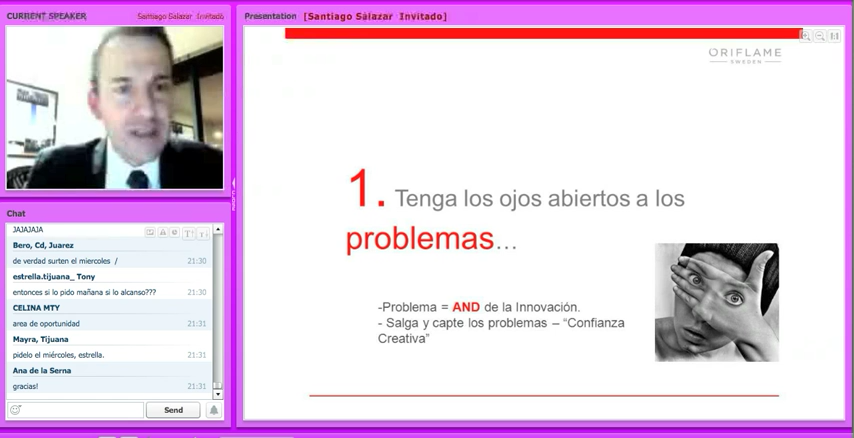 CURRENT SPEAKER
Santiago Salazar Invitado
Presentation [Santiago Salazar Invitado]
ORIFLAME
SWEDEN
1. Tenga los ojos abiertos a los
problemas...
-Problema = AND de la Innovación.
- Salga y capte los problemas – “Confianza
Creativa”
Chat
JAJAJAJA
Bero, Cd, Juarez
de verdad surten el miercoles / 21:30
estrella.tijuana_ Tony
entonces si lo pido mañana si lo alcanso??? 21:30
CELINA MTY
area de oportunidad 21:31
Mayra, Tijuana
pidelo el miércoles, estrella. 21:31
Ana de la Serna
gracias! 21:31
Send